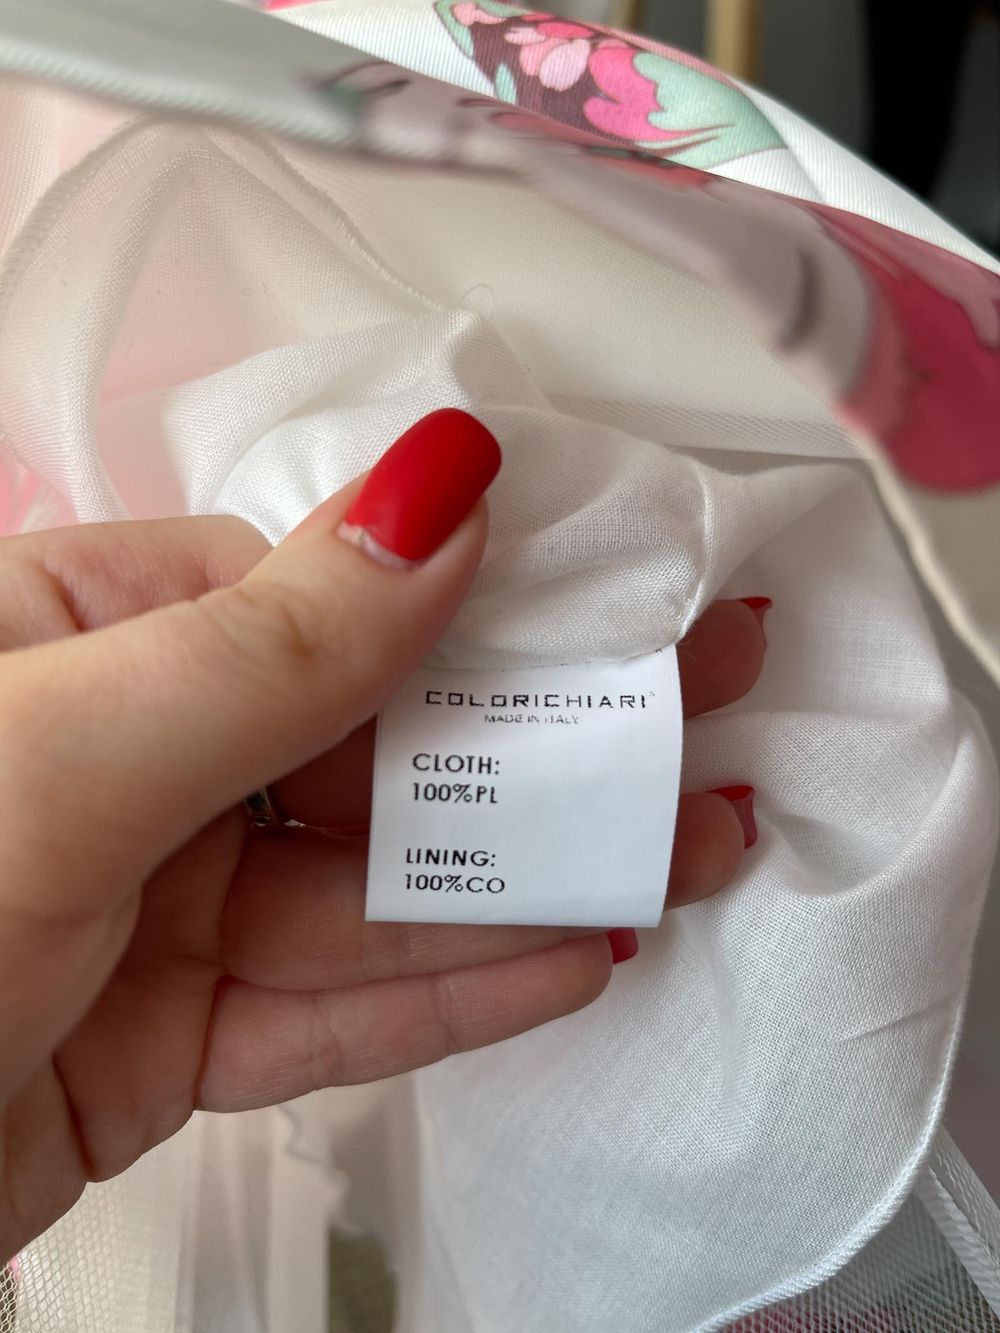 COLORICHIARI
MADE IN ITALY
CLOTH:
100%PL
LINING:
100%CO